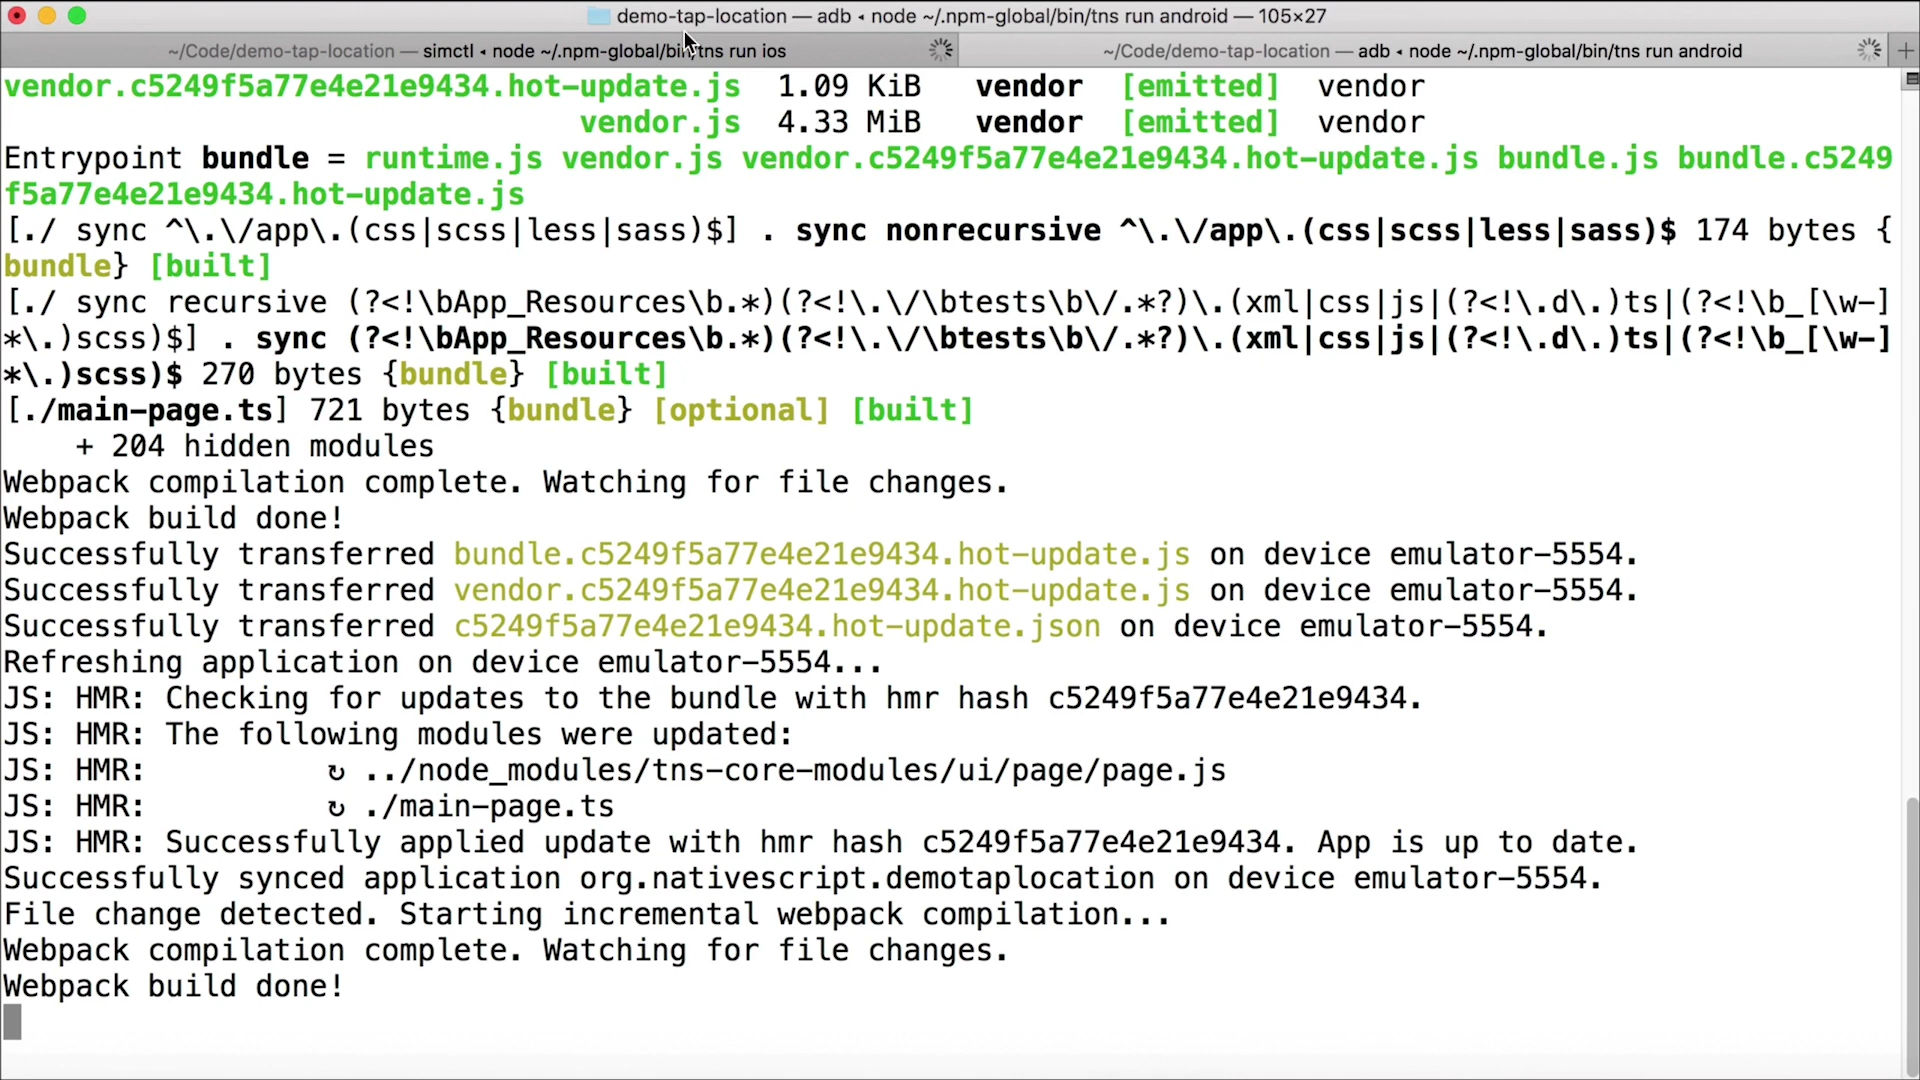 demo-tap-location — adb ◂ node ~/.npm-global/bin/tns run android — 105×27
~/Code/demo-tap-location — simctl ◂ node ~/.npm-global/bin/tns run ios
~/Code/demo-tap-location — adb ◂ node ~/.npm-global/bin/tns run android
vendor.c5249f5a77e4e21e9434.hot-update.js 1.09 KiB vendor [emitted] vendor
vendor.js 4.33 MiB vendor [emitted] vendor
Entrypoint bundle = runtime.js vendor.js vendor.c5249f5a77e4e21e9434.hot-update.js bundle.js bundle.c5249
f5a77e4e21e9434.hot-update.js
[./ sync ^\.\/app\.(css|scss|less|sass)$] . sync nonrecursive ^\.\/app\.(css|scss|less|sass)$ 174 bytes {
bundle} [built]
[./ sync recursive (?<!\bApp_Resources\b.*)(?<!\.\/\btests\b\/.*?)\.(xml|css|js|(?<!\.d\.)ts|(?<!\b_[\w-]
*\.)scss)$] . sync (?<!\bApp_Resources\b.*)(?<!\.\/\btests\b\/.*?)\.(xml|css|js|(?<!\.d\.)ts|(?<!\b_[\w-]
*\.)scss)$ 270 bytes {bundle} [built]
[./main-page.ts] 721 bytes {bundle} [optional] [built]
+ 204 hidden modules
Webpack compilation complete. Watching for file changes.
Webpack build done!
Successfully transferred bundle.c5249f5a77e4e21e9434.hot-update.js on device emulator-5554.
Successfully transferred vendor.c5249f5a77e4e21e9434.hot-update.js on device emulator-5554.
Successfully transferred c5249f5a77e4e21e9434.hot-update.json on device emulator-5554.
Refreshing application on device emulator-5554...
JS: HMR: Checking for updates to the bundle with hmr hash c5249f5a77e4e21e9434.
JS: HMR: The following modules were updated:
JS: HMR: ↻ ../node_modules/tns-core-modules/ui/page/page.js
JS: HMR: ↻ ./main-page.ts
JS: HMR: Successfully applied update with hmr hash c5249f5a77e4e21e9434. App is up to date.
Successfully synced application org.nativescript.demotaplocation on device emulator-5554.
File change detected. Starting incremental webpack compilation...
Webpack compilation complete. Watching for file changes.
Webpack build done!